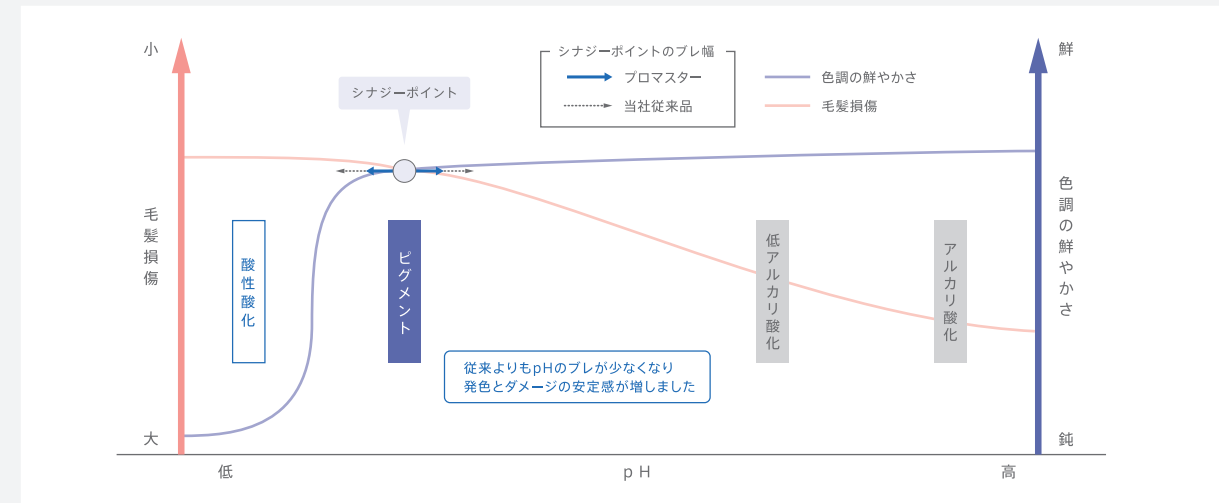 小
鮮
シナジーポイントのブレ幅
プロマスター
色調の鮮やかさ
当社従来品
毛髪損傷
シナジーポイント
毛髪損傷
色調の鮮やかさ
酸性酸化
ピグメント
低アルカリ酸化
アルカリ酸化
従来よりもpHのブレが少なくなり
発色とダメージの安定感が増しました
大
鈍
低
pH
高